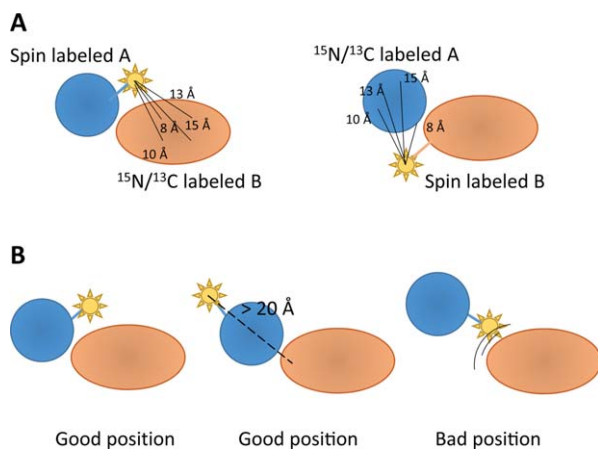 A
Spin labeled A
13 Å
8 Å
15 Å
10 Å
¹⁵N/¹³C labeled B
¹⁵N/¹³C labeled A
15 Å
13 Å
10 Å
8 Å
Spin labeled B
B
> 20 Å
Good position
Good position
Bad position